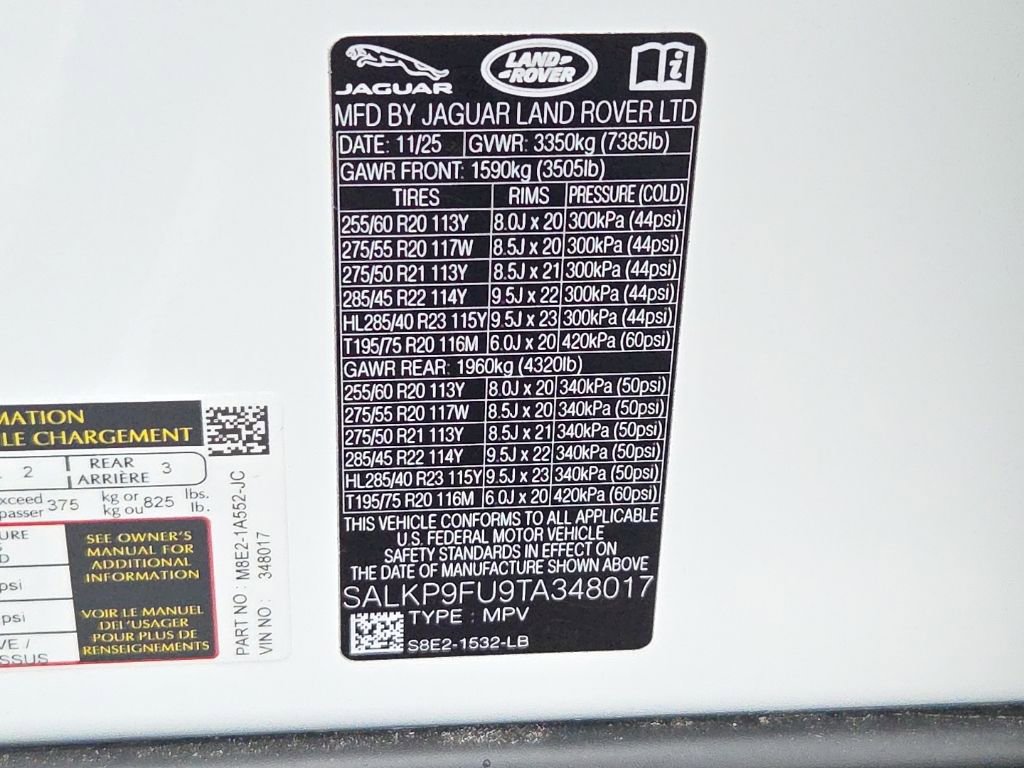 JAGUAR
LAND-
-ROVER
MFD BY JAGUAR LAND ROVER LTD
DATE: 11/25 GVWR: 3350kg (7385lb)
GAWR FRONT: 1590kg (3505lb)
TIRES RIMS PRESSURE (COLD)
255/60 R20 113Y 8.0J x 20 300kPa (44psi)
275/55 R20 117W 8.5J x 20 300kPa (44psi)
275/50 R21 113Y 8.5J x 21 300kPa (44psi)
285/45 R22 114Y 9.5J x 22 300kPa (44psi)
HL285/40 R23 115Y 9.5J x 23 300kPa (44psi)
T195/75 R20 116M 6.0J x 20 420kPa (60psi)
GAWR REAR: 1960kg (4320lb)
255/60 R20 113Y 8.0J x 20 340kPa (50psi)
275/55 R20 117W 8.5J x 20 340kPa (50psi)
275/50 R21 113Y 8.5J x 21 340kPa (50psi)
285/45 R22 114Y 9.5J x 22 340kPa (50psi)
HL285/40 R23 115Y 9.5J x 23 340kPa (50psi)
T195/75 R20 116M 6.0J x 20 420kPa (60psi)
THIS VEHICLE CONFORMS TO ALL APPLICABLE
U.S. FEDERAL MOTOR VEHICLE
SAFETY STANDARDS IN EFFECT ON
THE DATE OF MANUFACTURE SHOWN ABOVE
SALKP9FU9TA348017
TYPE : MPV
S8E2-1532-LB
MATION
LE CHARGEMENT
2 REAR 3
ARRIÈRE
xceed 375 kg or 825 lbs.
passer kg ou lb.
URE
S
D
psi
psi
VE /
SSUS
SEE OWNER'S
MANUAL FOR
ADDITIONAL
INFORMATION
VOIR LE MANUEL
DE L'USAGER
POUR PLUS DE
RENSEIGNEMENTS
PART NO : M8E2-1A552-JC
VIN NO : 348017